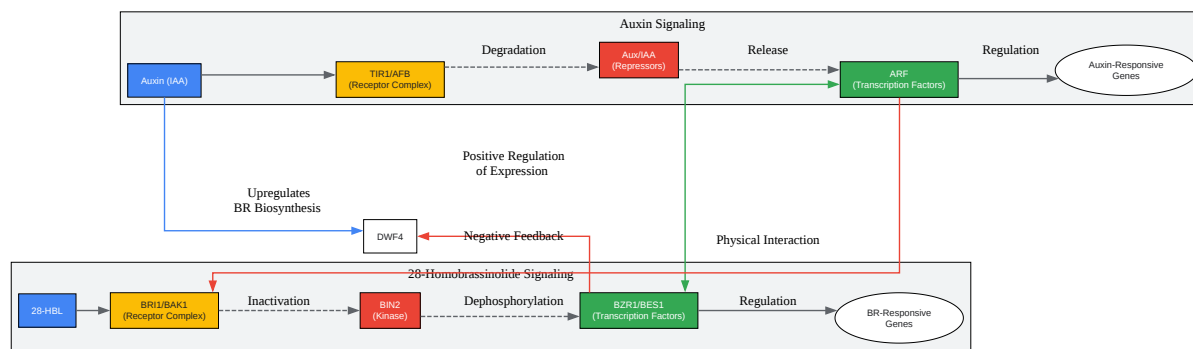 Auxin Signaling
Degradation
Release
Regulation
Auxin (IAA)
TIR1/AFB
(Receptor Complex)
Aux/IAA
(Repressors)
ARF
(Transcription Factors)
Auxin-Responsive
Genes
Positive Regulation
of Expression
Upregulates
BR Biosynthesis
DWF4
Negative Feedback
Physical Interaction
28-Homobrassinolide Signaling
28-HBL
BRI1/BAK1
(Receptor Complex)
Inactivation
BIN2
(Kinase)
Dephosphorylation
BZR1/BES1
(Transcription Factors)
Regulation
BR-Responsive
Genes